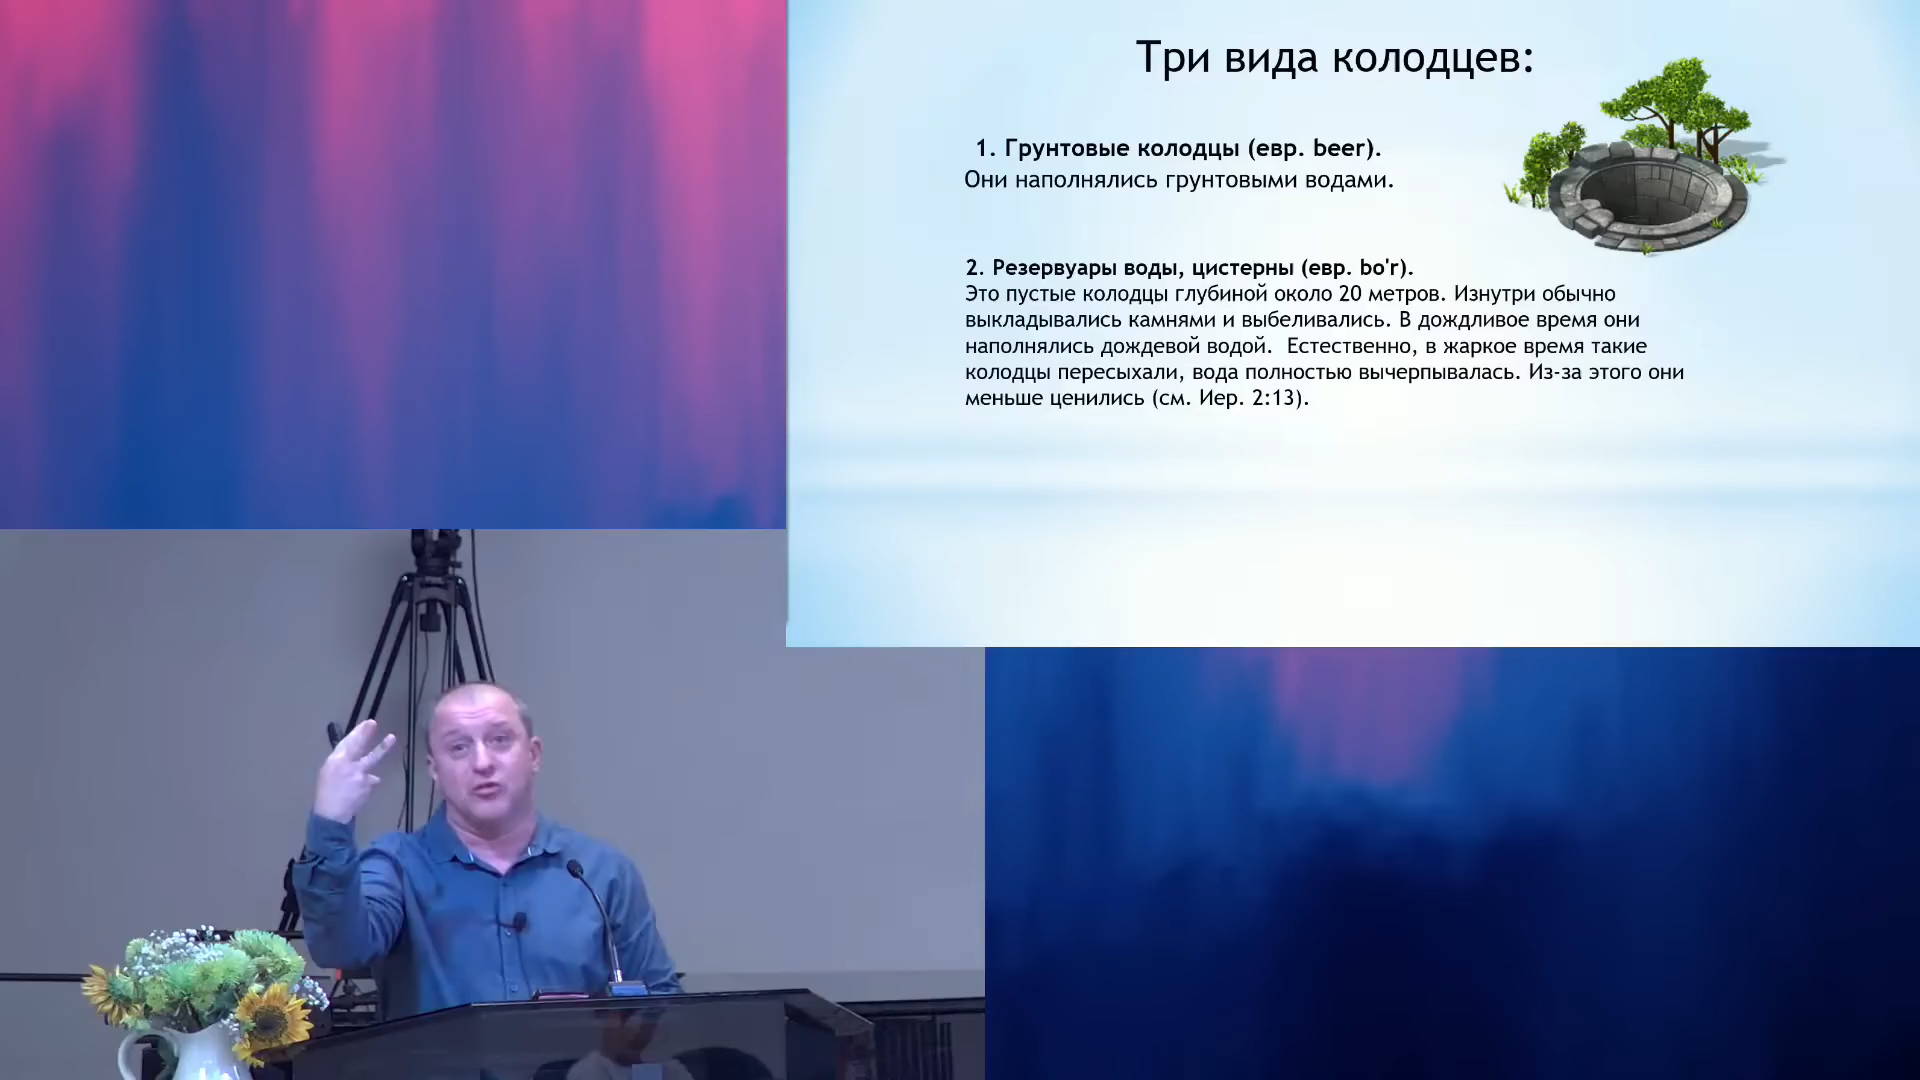 Три вида колодцев:
1. Грунтовые колодцы (евр. beer).
Они наполнялись грунтовыми водами.
2. Резервуары воды, цистерны (евр. bo'r).
Это пустые колодцы глубиной около 20 метров. Изнутри обычно
выкладывались камнями и выбеливались. В дождливое время они
наполнялись дождевой водой.  Естественно, в жаркое время такие
колодцы пересыхали, вода полностью вычерпывалась. Из-за этого они
меньше ценились (см. Иер. 2:13).